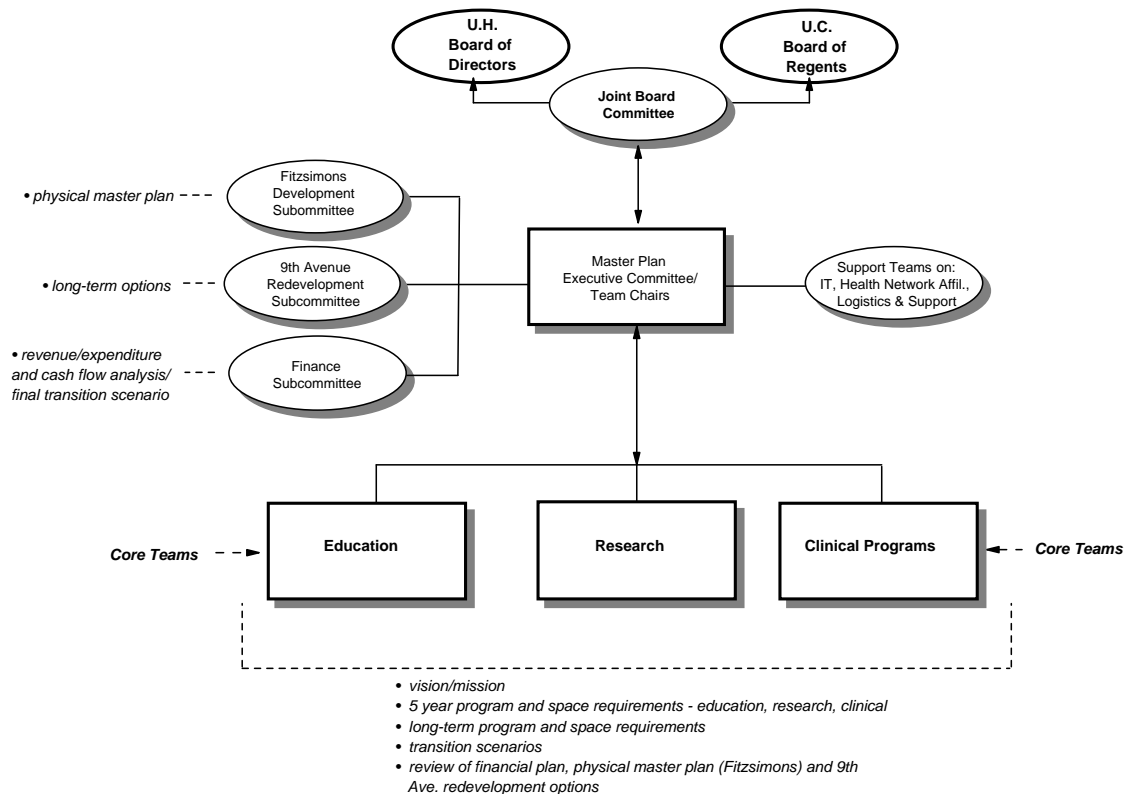 U.H.
Board of
Directors
U.C.
Board of
Regents
Joint Board
Committee
Fitzsimons
Development
Subommittee
• physical master plan
9th Avenue
Redevelopment
Subcommittee
• long-term options
Master Plan
Executive Committee/
Team Chairs
Support Teams on:
IT, Health Network Affil.,
Logistics & Support
• revenue/expenditure
and cash flow analysis/
final transition scenario
Finance
Subcommittee
Core Teams
Education
Research
Clinical Programs
Core Teams
• vision/mission
• 5 year program and space requirements - education, research, clinical
• long-term program and space requirements
• transition scenarios
• review of financial plan, physical master plan (Fitzsimons) and 9th
Ave. redevelopment options